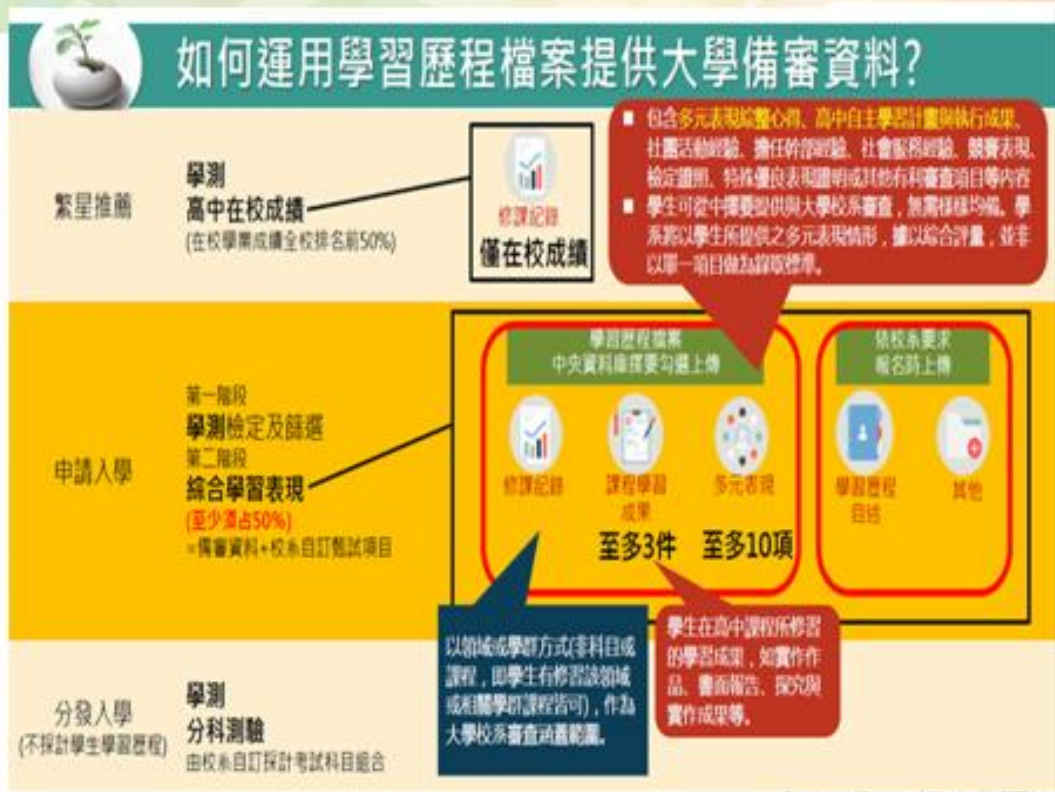 如何運用學習歷程檔案提供大學備審資料?
■ 包含多元表現綜整心得、高中自主學習計畫與執行成果、
社團活動經驗、擔任幹部經驗、社會服務經驗、競賽表現、
檢定證照、特殊優良表現證明或其他有利審查項目等內容
■ 學生可從中擇要提供與大學校系審查，無需樣樣均備。學
系將以學生所提供之多元表現情形，據以綜合評量，並非
以單一項目做為錄取標準。
繁星推薦
學測
高中在校成績
(在校學業成績全校排名前50%)
修課紀錄
僅在校成績
申請入學
第一階段
學測檢定及篩選
第二階段
綜合學習表現
(至少須占50%)
=備審資料+校系自訂甄試項目
學習歷程檔案
中央資料庫擇要勾選上傳
修課紀錄
課程學習
成果
至多3件
多元表現
至多10項
依校系要求
報名時上傳
學習歷程
自述
其他
以領域或學群方式(非科目或
課程，即學生有修習該領域
或相關學群課程皆可)，作為
大學校系審查涵蓋範圍。
學生在高中課程所修習
的學習成果，如實作作
品、書面報告、探究與
實作成果等。
分發入學
(不採計學生學習歷程)
學測
分科測驗
由校系自訂採計考試科目組合